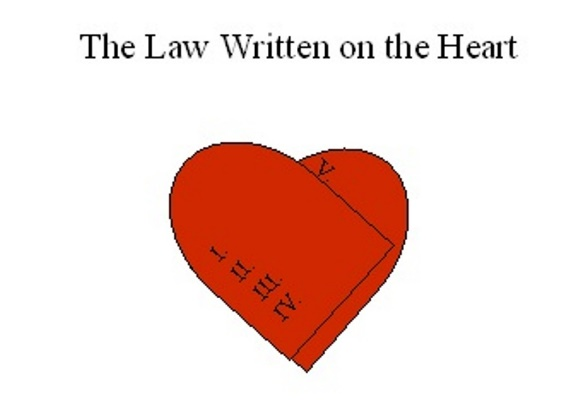 The Law Written on the Heart
V.
I.
II.
III.
IV.